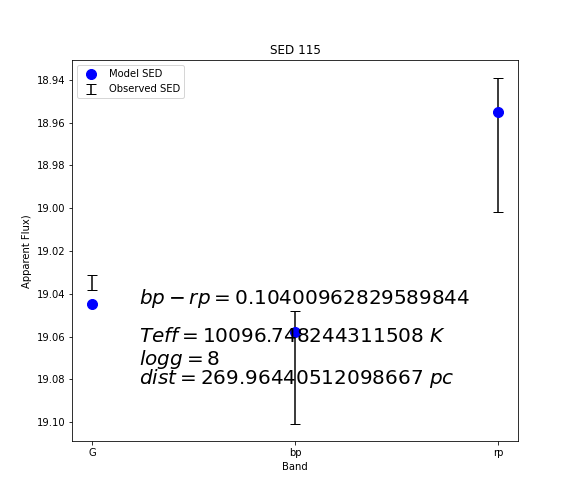 SED 115
Model SED
Observed SED
18.94
18.96
18.98
19.00
19.02
19.04
19.06
19.08
19.10
Apparent Flux)
bp − rp = 0.10400962829589844
Teff = 10096.748244311508 K
logg = 8
dist = 269.96440512098667 pc
G bp rp
Band